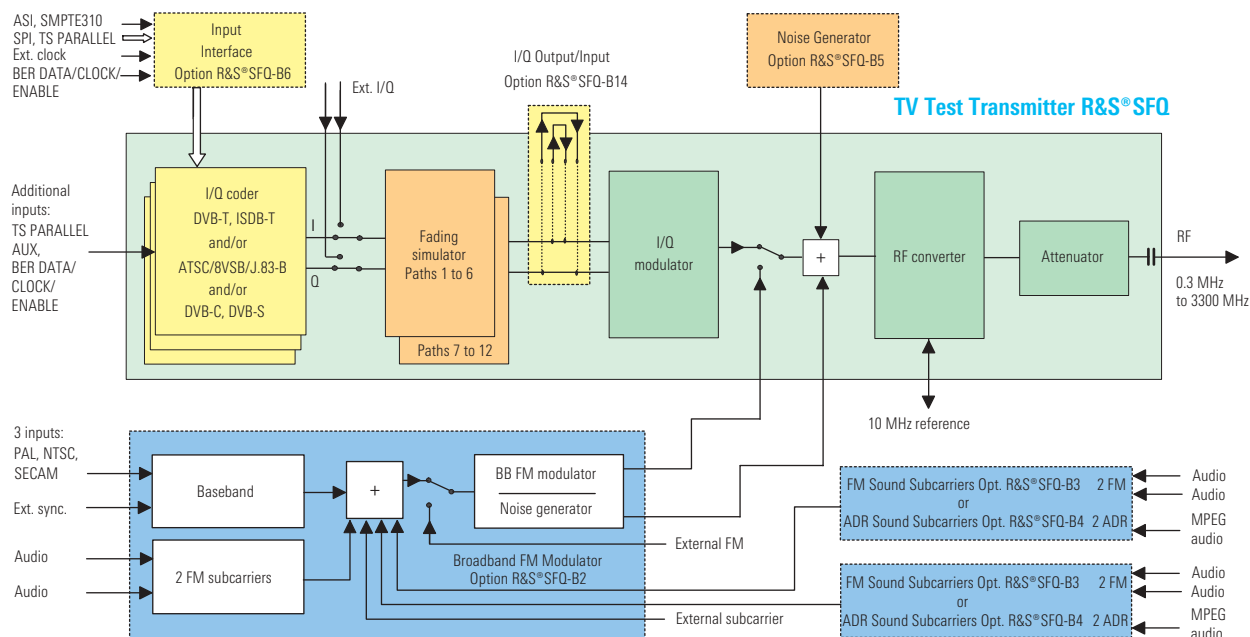 ASI, SMPTE310
SPI, TS PARALLEL
Ext. clock
BER DATA/CLOCK/
ENABLE
Input
Interface
Option R&S®SFQ-B6
Ext. I/Q
I/Q Output/Input
Option R&S®SFQ-B14
Noise Generator
Option R&S®SFQ-B5
TV Test Transmitter R&S®SFQ
Additional
inputs:
TS PARALLEL
AUX,
BER DATA/
CLOCK/
ENABLE
I/Q coder
DVB-T, ISDB-T
and/or
ATSC/8VSB/J.83-B
and/or
DVB-C, DVB-S
I
Q
Fading
simulator
Paths 1 to 6
Paths 7 to 12
I/Q
modulator
+
RF converter
Attenuator
RF
0.3 MHz
to 3300 MHz
10 MHz reference
3 inputs:
PAL, NTSC,
SECAM
Ext. sync.
Audio
Audio
Baseband
2 FM subcarriers
+
BB FM modulator
Noise generator
External FM
Broadband FM Modulator
Option R&S®SFQ-B2
External subcarrier
FM Sound Subcarriers Opt. R&S®SFQ-B3 2 FM
or
ADR Sound Subcarriers Opt. R&S®SFQ-B4 2 ADR
Audio
Audio
MPEG
audio
FM Sound Subcarriers Opt. R&S®SFQ-B3 2 FM
or
ADR Sound Subcarriers Opt. R&S®SFQ-B4 2 ADR
Audio
Audio
MPEG
audio